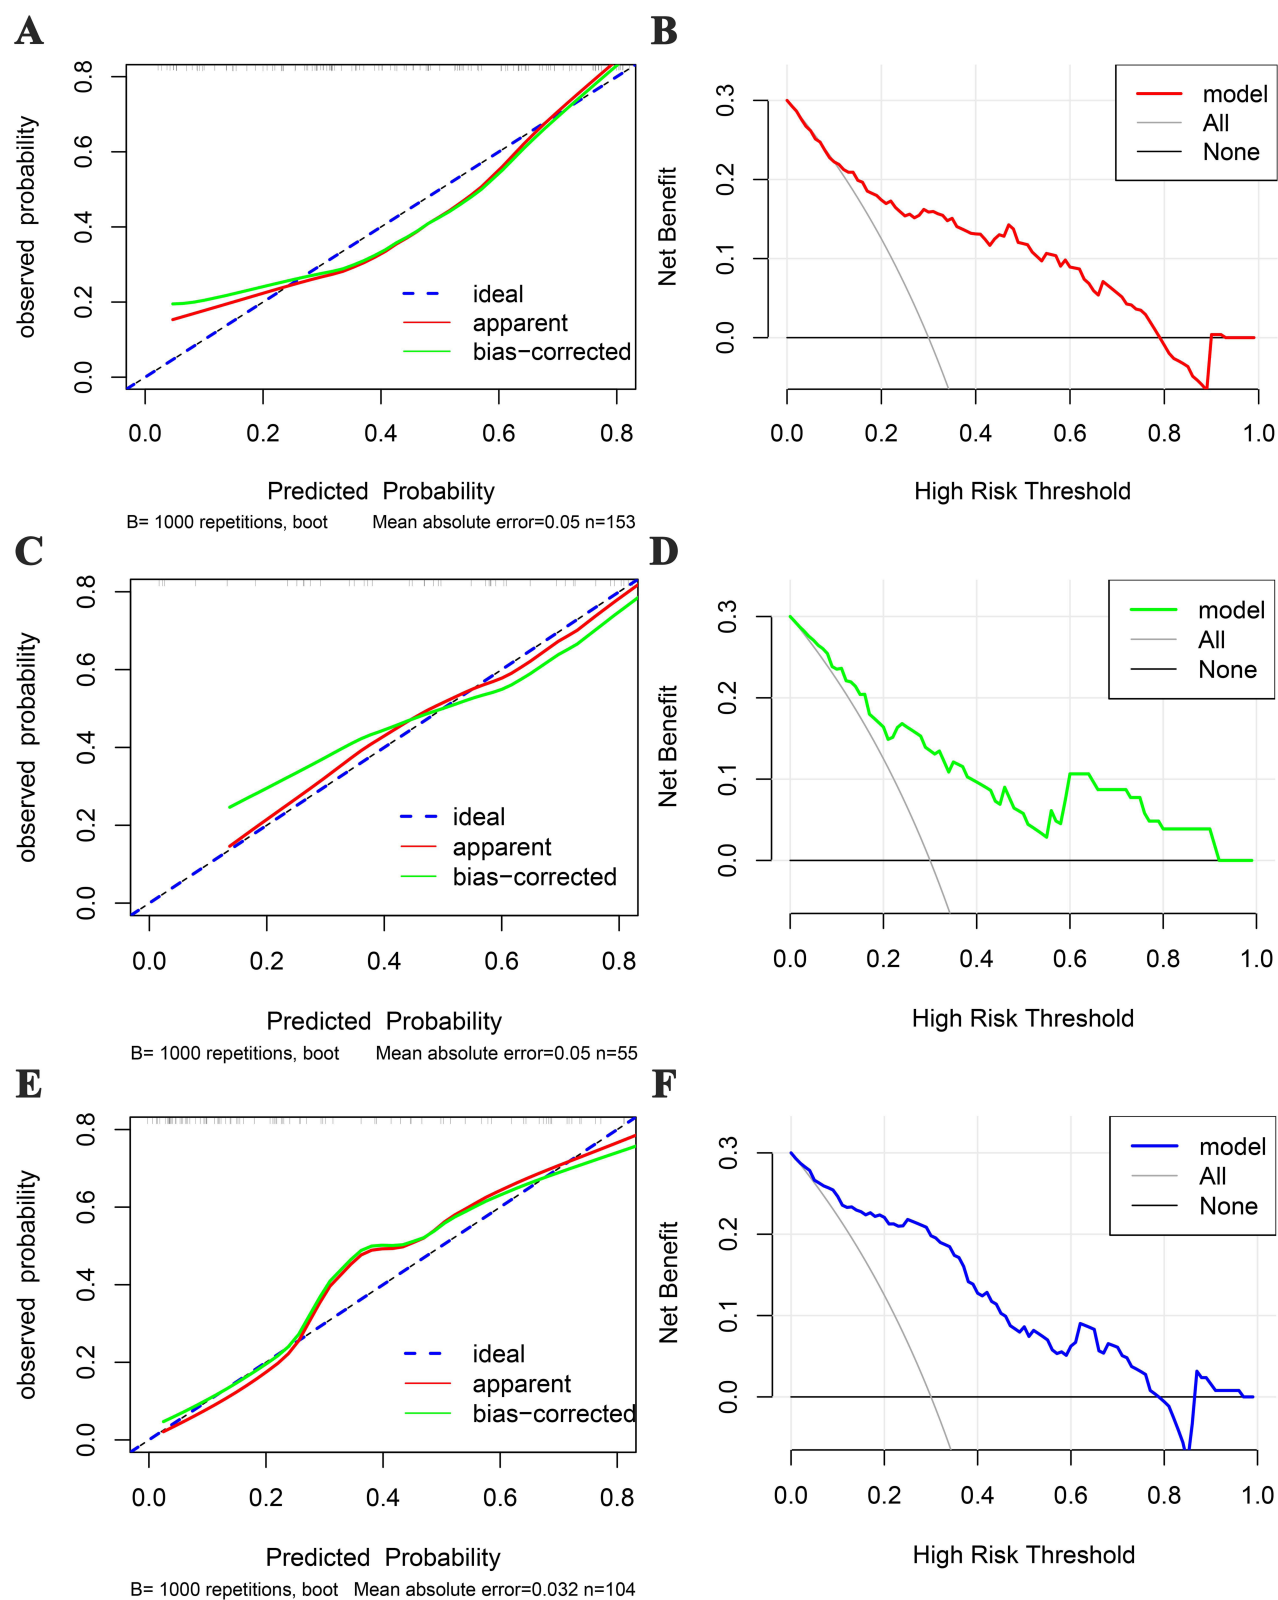 A
observed probability
0.0 0.2 0.4 0.6 0.8
ideal
apparent
bias−corrected
0.0 0.2 0.4 0.6 0.8
Predicted Probability
B= 1000 repetitions, boot Mean absolute error=0.05 n=153
B
Net Benefit
0.0 0.1 0.2 0.3
model
All
None
0.0 0.2 0.4 0.6 0.8 1.0
High Risk Threshold
C
observed probability
0.0 0.2 0.4 0.6 0.8
ideal
apparent
bias−corrected
0.0 0.2 0.4 0.6 0.8
Predicted Probability
B= 1000 repetitions, boot Mean absolute error=0.05 n=55
D
Net Benefit
0.0 0.1 0.2 0.3
model
All
None
0.0 0.2 0.4 0.6 0.8 1.0
High Risk Threshold
E
observed probability
0.0 0.2 0.4 0.6 0.8
ideal
apparent
bias−corrected
0.0 0.2 0.4 0.6 0.8
Predicted Probability
B= 1000 repetitions, boot Mean absolute error=0.032 n=104
F
Net Benefit
0.0 0.1 0.2 0.3
model
All
None
0.0 0.2 0.4 0.6 0.8 1.0
High Risk Threshold